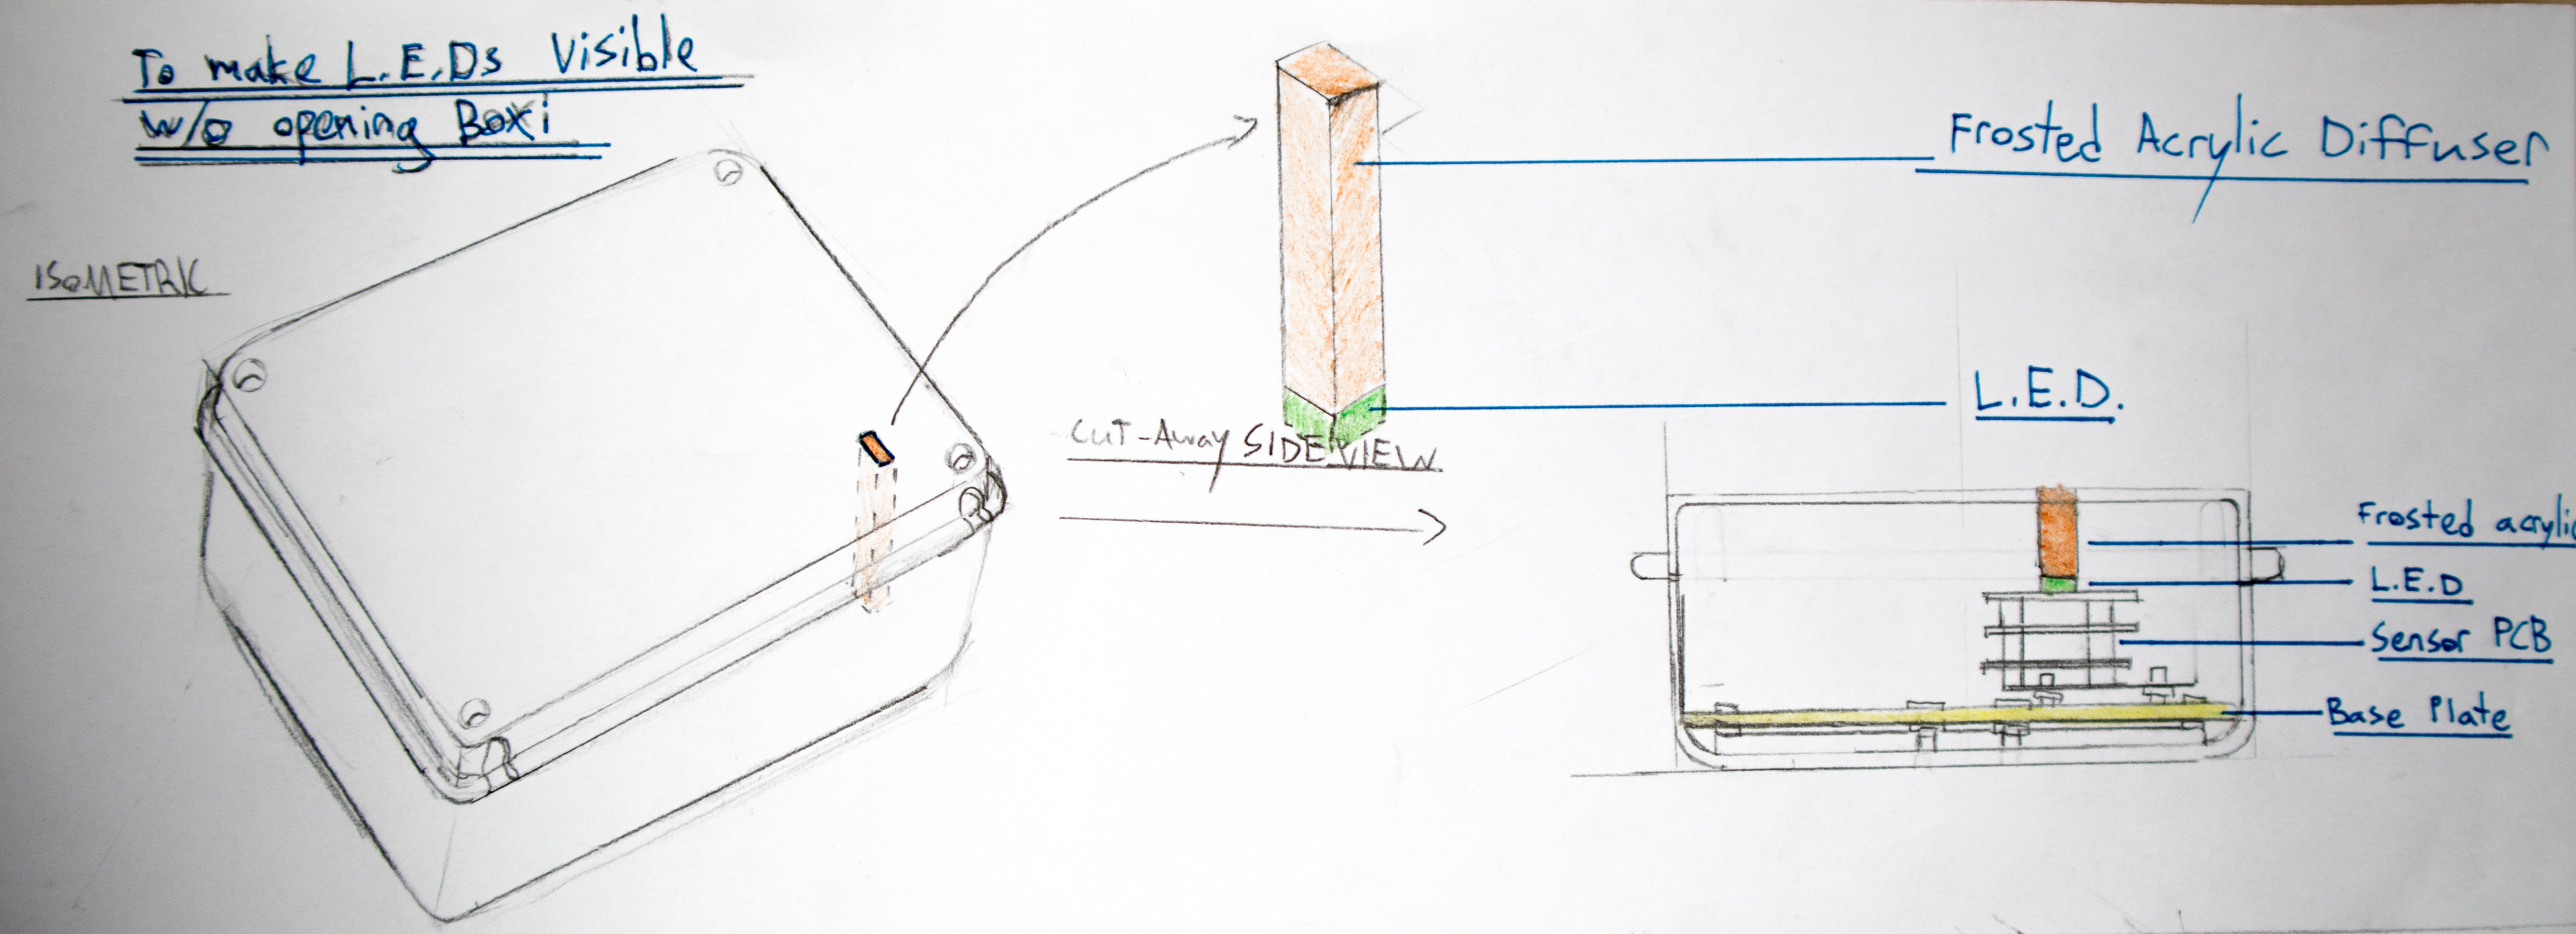 To make L.E.Ds Visible
w/o opening Box:
ISOMETRIC
Frosted Acrylic Diffuser
L.E.D.
CUT-Away SIDE VIEW
Frosted acrylic
L.E.D
Sensor PCB
Base Plate